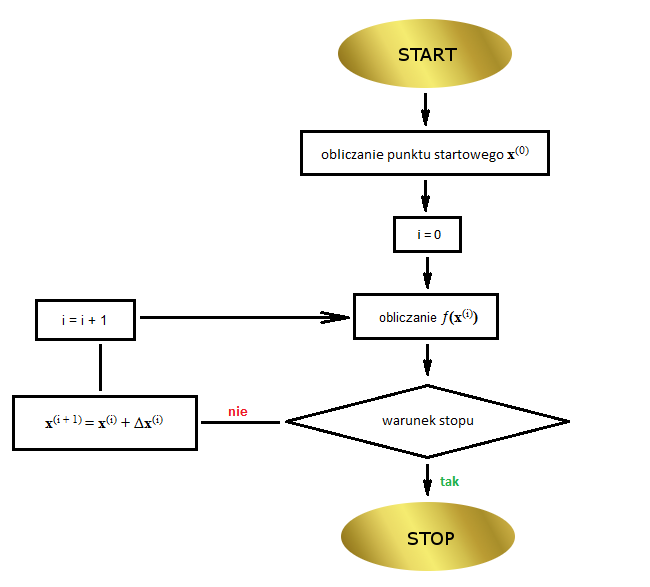 START
obliczanie punktu startowego x⁽⁰⁾
i = 0
i = i + 1
obliczanie f(x⁽ⁱ⁾)
x⁽ⁱ ⁺ ¹⁾ = x⁽ⁱ⁾ + Δx⁽ⁱ⁾
nie
warunek stopu
tak
STOP